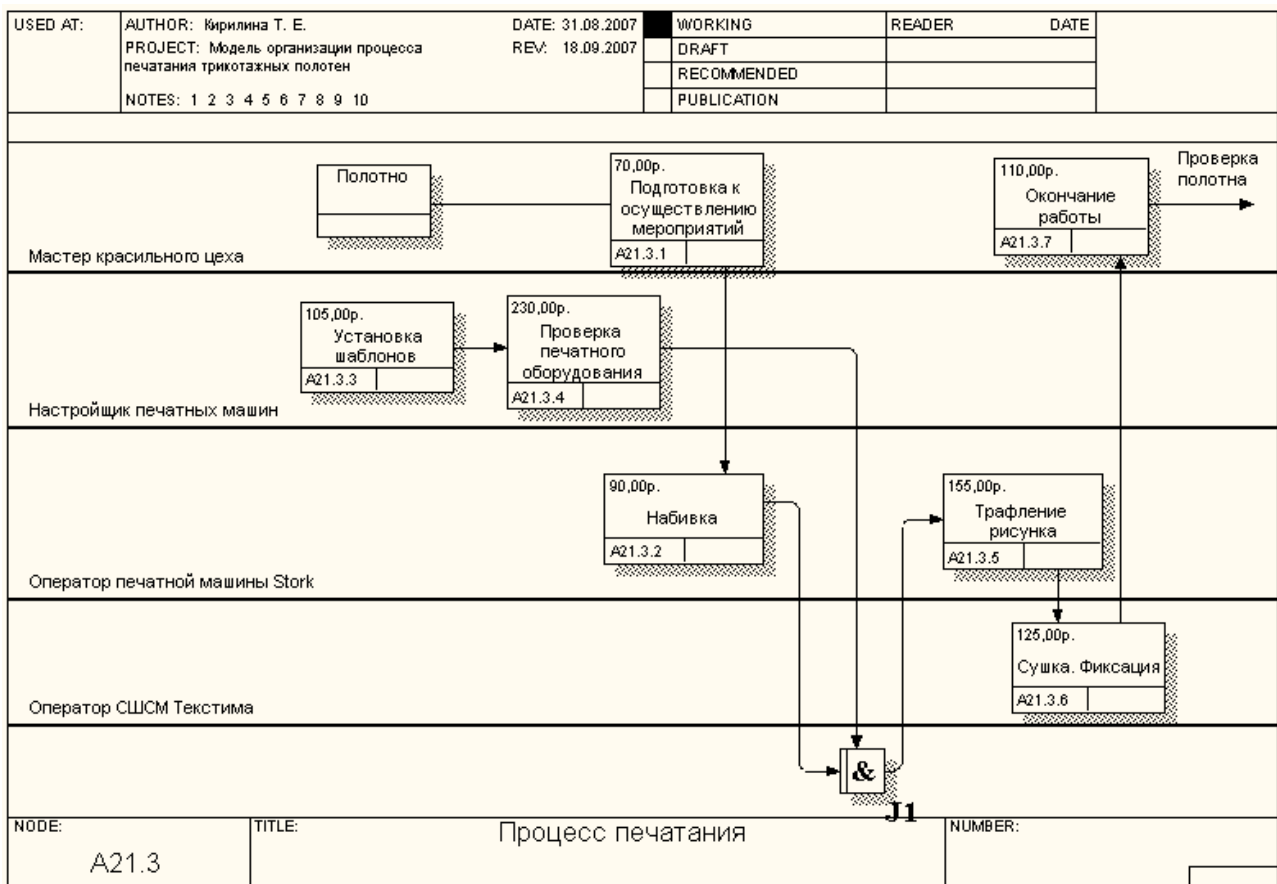 USED AT:
AUTHOR: Кирилина Т. Е.
DATE: 31.08.2007
PROJECT: Модель организации процесса
печатания трикотажных полотен
REV: 18.09.2007
NOTES: 1 2 3 4 5 6 7 8 9 10
WORKING
DRAFT
RECOMMENDED
PUBLICATION
READER DATE
Полотно
70,00р.
Подготовка к
осуществлению
мероприятий
A21.3.1
110,00р.
Окончание
работы
A21.3.7
Проверка
полотна
Мастер красильного цеха
105,00р.
Установка
шаблонов
A21.3.3
230,00р.
Проверка
печатного
оборудования
A21.3.4
Настройщик печатных машин
90,00р.
Набивка
A21.3.2
155,00р.
Трафление
рисунка
A21.3.5
Оператор печатной машины Stork
125,00р.
Сушка. Фиксация
A21.3.6
Оператор СШСМ Текстима
&
J1
NODE:
A21.3
TITLE:
Процесс печатания
NUMBER: